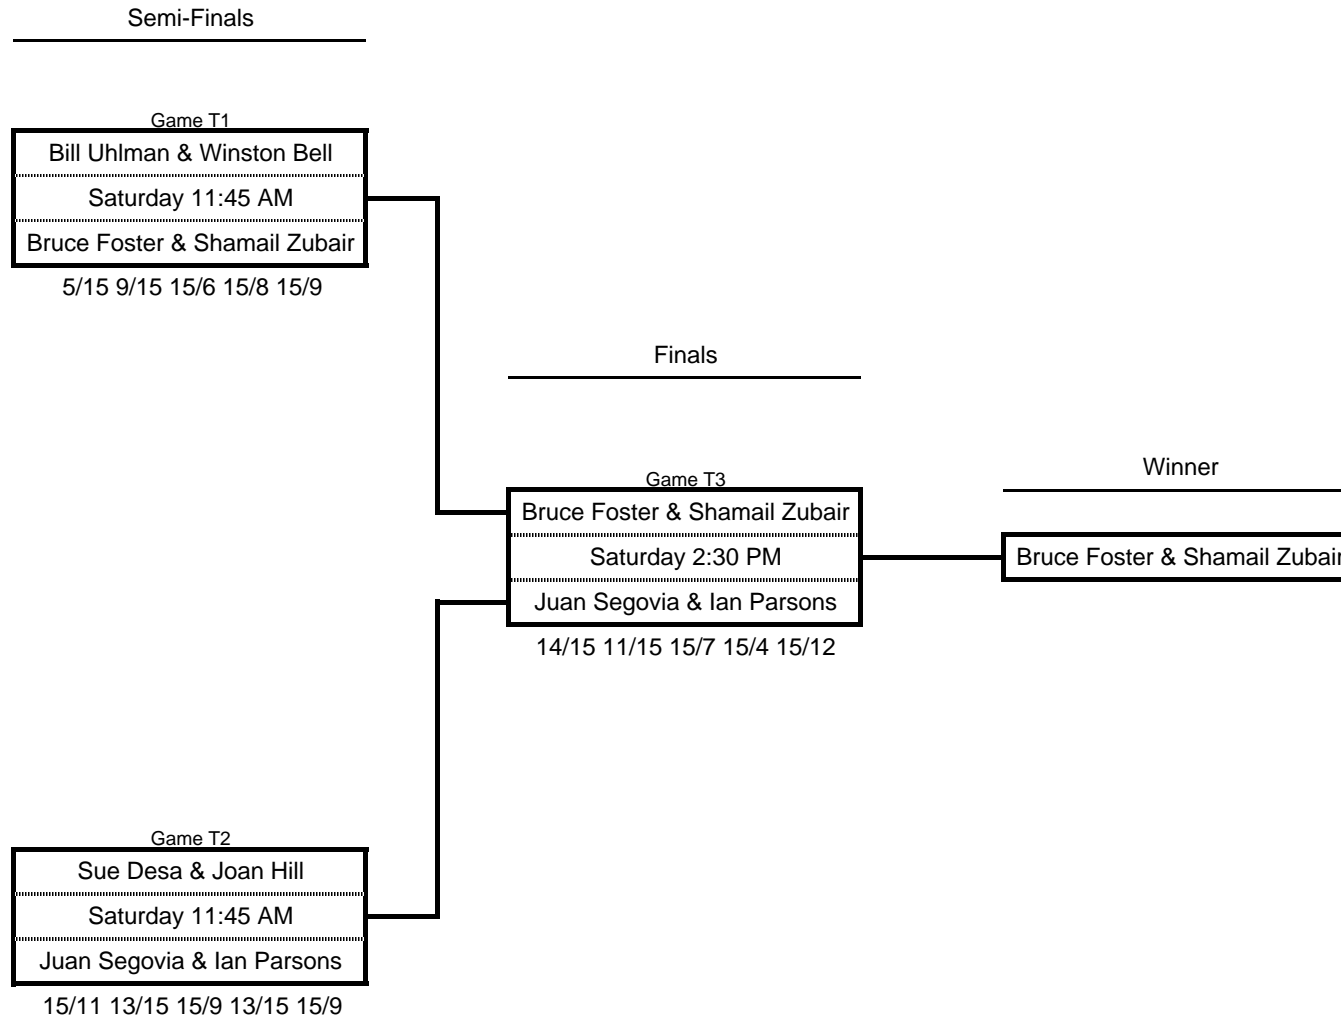 Semi-Finals
Game T1
Bill Uhlman & Winston Bell
Saturday 11:45 AM
Bruce Foster & Shamail Zubair
5/15 9/15 15/6 15/8 15/9
Finals
Game T3
Bruce Foster & Shamail Zubair
Saturday 2:30 PM
Juan Segovia & Ian Parsons
14/15 11/15 15/7 15/4 15/12
Winner
Bruce Foster & Shamail Zubair
Game T2
Sue Desa & Joan Hill
Saturday 11:45 AM
Juan Segovia & Ian Parsons
15/11 13/15 15/9 13/15 15/9